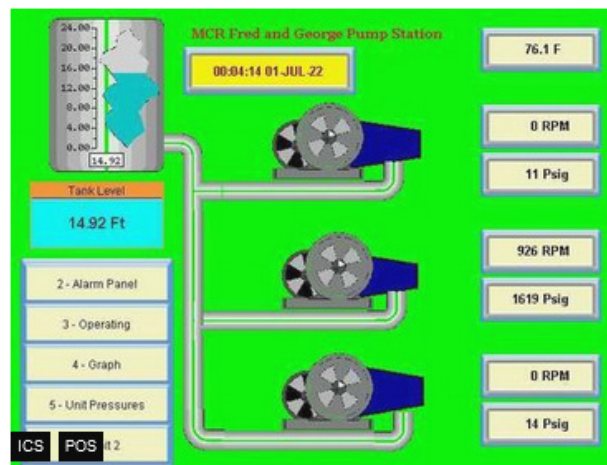 24.00
20.00
16.00
12.00
8.00
4.00
0.00
14.92
MCR Fred and George Pump Station
00:04:14 01-JUL-22
76.1 F
0 RPM
11 Psig
Tank Level
14.92 Ft
926 RPM
1619 Psig
2 - Alarm Panel
3 - Operating
4 - Graph
5 - Unit Pressures
0 RPM
14 Psig
ICS POS
2